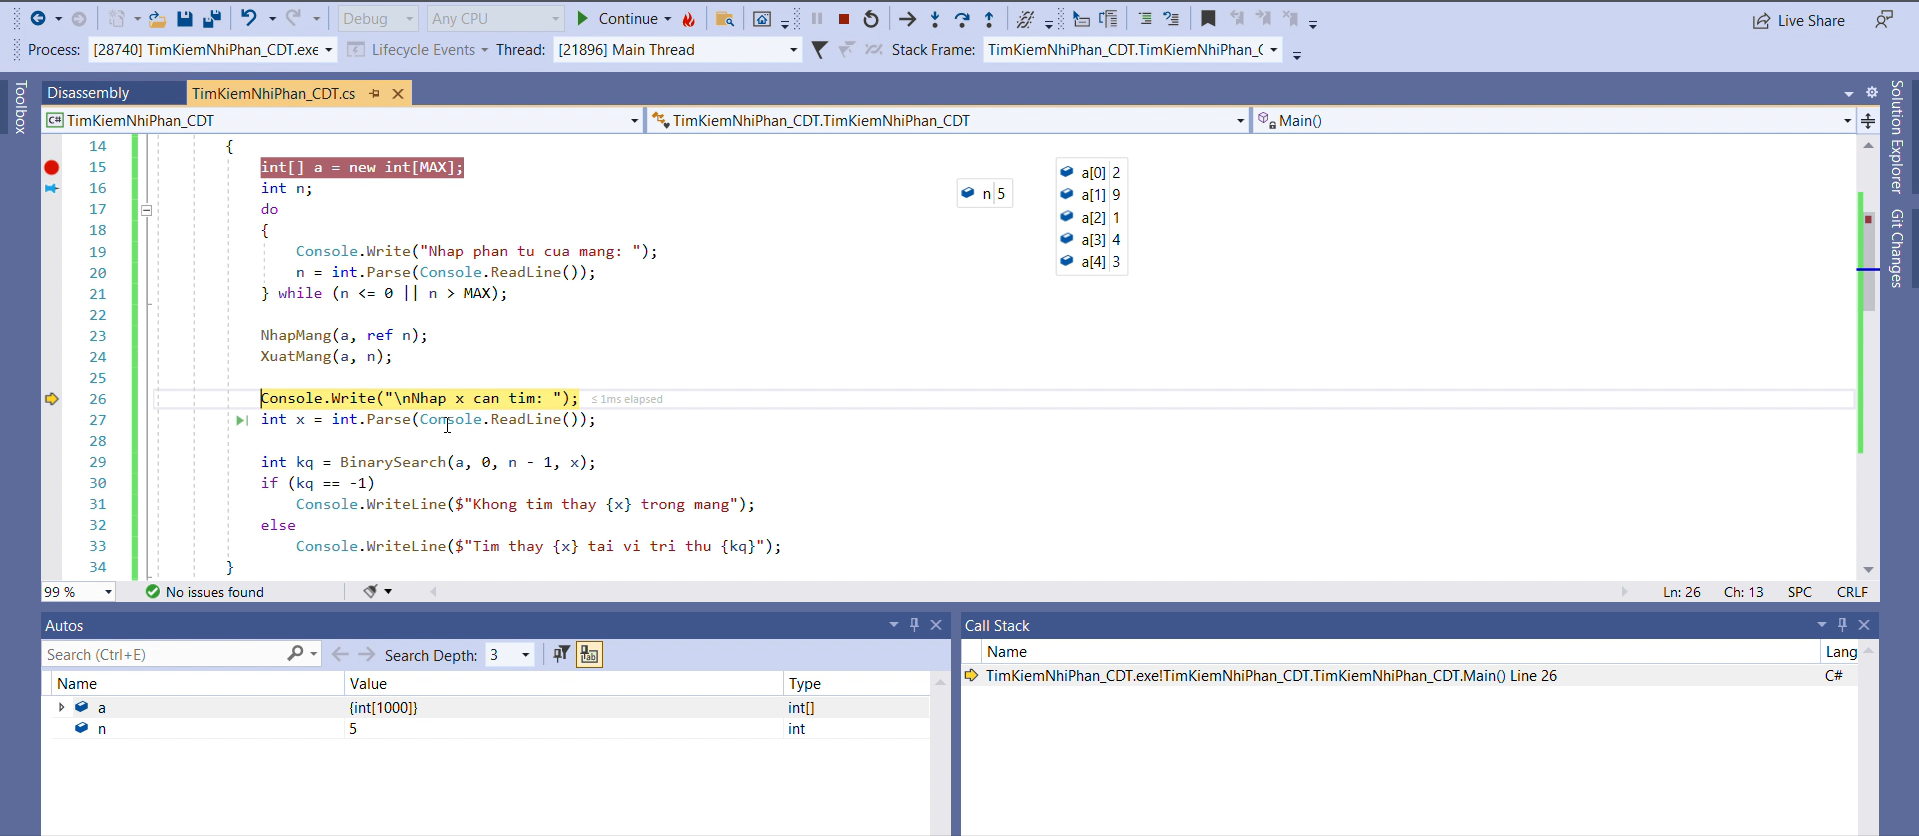 Debug
Any CPU
Continue
Live Share
Process: [28740] TimKiemNhiPhan_CDT.exe
Lifecycle Events
Thread: [21896] Main Thread
Stack Frame: TimKiemNhiPhan_CDT.TimKiemNhiPhan_(
Toolbox
Disassembly
TimKiemNhiPhan_CDT.cs
Solution Explorer
Git Changes
C# TimKiemNhiPhan_CDT
TimKiemNhiPhan_CDT.TimKiemNhiPhan_CDT
Main()
14 {
15 int[] a = new int[MAX];
16 int n;
17 do
18 {
19 Console.Write("Nhap phan tu cua mang: ");
20 n = int.Parse(Console.ReadLine());
21 } while (n <= 0 || n > MAX);
22
23 NhapMang(a, ref n);
24 XuatMang(a, n);
25
26 Console.Write("\nNhap x can tim: "); ≤ 1ms elapsed
27 int x = int.Parse(Console.ReadLine());
28
29 int kq = BinarySearch(a, 0, n - 1, x);
30 if (kq == -1)
31 Console.WriteLine($"Khong tim thay {x} trong mang");
32 else
33 Console.WriteLine($"Tim thay {x} tai vi tri thu {kq}");
34 }
n 5
a[0] 2
a[1] 9
a[2] 1
a[3] 4
a[4] 3
99 %
No issues found
Ln: 26 Ch: 13 SPC CRLF
Autos
Search (Ctrl+E)
Search Depth: 3
Name Value Type
a {int[1000]} int[]
n 5 int
Call Stack
Name Lang
TimKiemNhiPhan_CDT.exe!TimKiemNhiPhan_CDT.TimKiemNhiPhan_CDT.Main() Line 26 C#